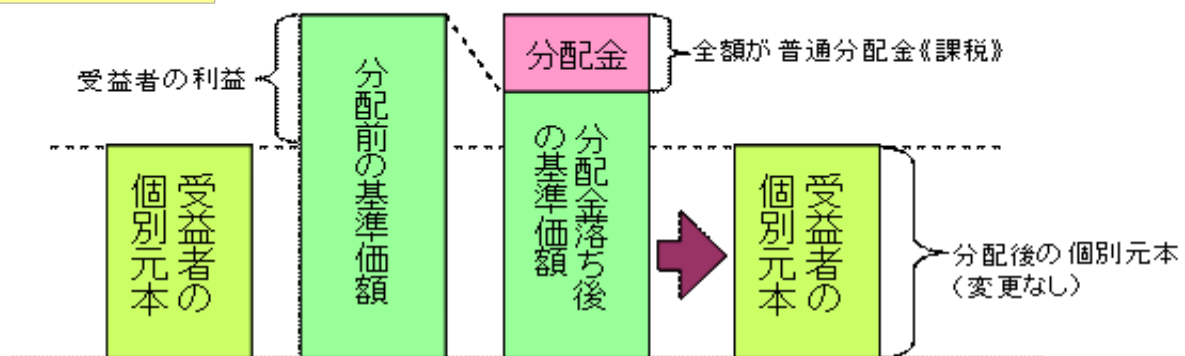 受益者の利益
受益者の
個別元本
分配前の基準価額
分配金
全額が普通分配金《課税》
分配金落ち後
の基準価額
受益者の
個別元本
分配後の個別元本
(変更なし)